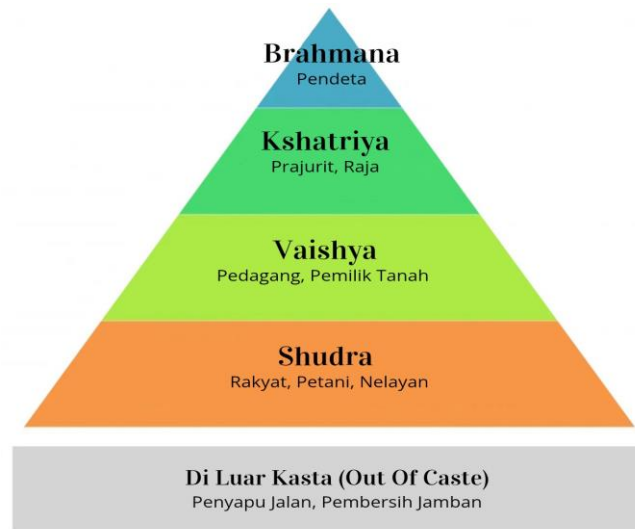 Brahmana
Pendeta
Kshatriya
Prajurit, Raja
Vaishya
Pedagang, Pemilik Tanah
Shudra
Rakyat, Petani, Nelayan
Di Luar Kasta (Out Of Caste)
Penyapu Jalan, Pembersih Jamban